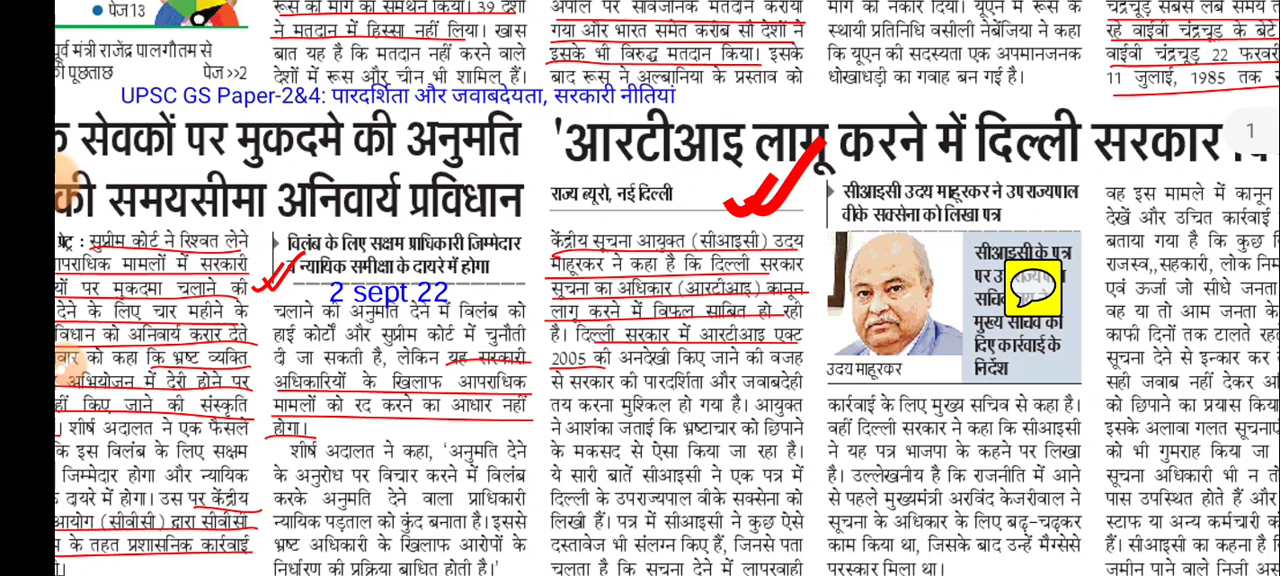 पेज 13
पूर्व मंत्री राजेंद्र पाल गौतम से
पूछताछ पेज>>2
रूस की मांग का समर्थन किया। 39 देशों
ने मतदान में हिस्सा नहीं लिया। खास
बात यह है कि मतदान नहीं करने वाले
देशों में रूस और चीन भी शामिल हैं।
अपील पर सार्वजनिक मतदान कराया
गया और भारत समेत करीब सौ देशों ने
इसके भी विरुद्ध मतदान किया। इसके
बाद रूस ने अल्बानिया के प्रस्ताव को
मांग को नकार दिया। यूएन में रूस के
स्थायी प्रतिनिधि वसीली नेबेंजिया ने कहा
कि यूएन की सदस्यता एक अपमानजनक
धोखाधड़ी का गवाह बन गई है।
चंद्रचूड़ सबसे लंबे समय
रहे वाईवी चंद्रचूड़ के बेटे
वाईवी चंद्रचूड़ 22 फरवरी
11 जुलाई, 1985 तक
UPSC GS Paper-2&4: पारदर्शिता और जवाबदेयता, सरकारी नीतियां
सेवकों पर मुकदमे की अनुमति
की समयसीमा अनिवार्य प्रविधान
प्रेट्र : सुप्रीम कोर्ट ने रिश्वत लेने
आपराधिक मामलों में सरकारी
पर मुकदमा चलाने की
देने के लिए चार महीने के
को अनिवार्य करार देते
को कहा कि भ्रष्ट व्यक्ति
अभियोजन में देरी होने पर
किए जाने की संस्कृति
शीर्ष अदालत ने एक फैसले
कि इस विलंब के लिए सक्षम
जिम्मेदार होगा और न्यायिक
दायरे में होगा। उस पर केंद्रीय
आयोग (सीवीसी) द्वारा सीवीसी
के तहत प्रशासनिक कार्रवाई
विलंब के लिए सक्षम प्राधिकारी जिम्मेदार
व न्यायिक समीक्षा के दायरे में होगा
2 sept 22
चलाने की अनुमति देने में विलंब को
हाई कोर्टों और सुप्रीम कोर्ट में चुनौती
दी जा सकती है, लेकिन यह सरकारी
अधिकारियों के खिलाफ आपराधिक
मामलों को रद करने का आधार नहीं
होगा।
शीर्ष अदालत ने कहा, 'अनुमति देने
के अनुरोध पर विचार करने में विलंब
करके अनुमति देने वाला प्राधिकारी
न्यायिक पड़ताल को कुंद बनाता है। इससे
भ्रष्ट अधिकारी के खिलाफ आरोपों के
निर्धारण की प्रक्रिया बाधित होती है।'
'आरटीआइ लागू करने में दिल्ली सरकार
1
राज्य ब्यूरो, नई दिल्ली
केंद्रीय सूचना आयुक्त (सीआइसी) उदय
माहूरकर ने कहा है कि दिल्ली सरकार
सूचना का अधिकार (आरटीआइ) कानून
लागू करने में विफल साबित हो रही
है। दिल्ली सरकार में आरटीआइ एक्ट
2005 की अनदेखी किए जाने की वजह
से सरकार की पारदर्शिता और जवाबदेही
तय करना मुश्किल हो गया है। आयुक्त
ने आशंका जताई कि भ्रष्टाचार को छिपाने
के मकसद से ऐसा किया जा रहा है।
ये सारी बातें सीआइसी ने एक पत्र में
दिल्ली के उपराज्यपाल वीके सक्सेना को
लिखी हैं। पत्र में सीआइसी ने कुछ ऐसे
दस्तावेज भी संलग्न किए हैं, जिनसे पता
चलता है कि सूचना देने में लापरवाही
सीआइसी उदय माहूरकर ने उपराज्यपाल
वीके सक्सेना को लिखा पत्र
सीआइसी के पत्र
पर
मुख्य सचिव को
दिए कार्रवाई के
निर्देश
उदय माहूरकर
कार्रवाई के लिए मुख्य सचिव से कहा है।
वहीं दिल्ली सरकार ने कहा कि सीआइसी
ने यह पत्र भाजपा के कहने पर लिखा
है। उल्लेखनीय है कि राजनीति में आने
से पहले मुख्यमंत्री अरविंद केजरीवाल ने
सूचना के अधिकार के लिए बढ़-चढ़कर
काम किया था, जिसके बाद उन्हें मैग्सेसे
पुरस्कार मिला था।
वह इस मामले में कानून
देखें और उचित कार्रवाई
बताया गया है कि कुछ
राजस्व, सहकारी, लोक
एवं ऊर्जा जो सीधे जनता
वह या तो आम जनता के
काफी दिनों तक टालते
सूचना देने से इन्कार कर
सही जवाब नहीं देकर
को छिपाने का प्रयास
इसके अलावा गलत
को भी गुमराह किया जा
सूचना अधिकारी भी न
पास उपस्थित होते हैं और
स्टाफ या अन्य कर्मचारी
हैं। सीआइसी का कहना है
जमीन पाने वाले निजी